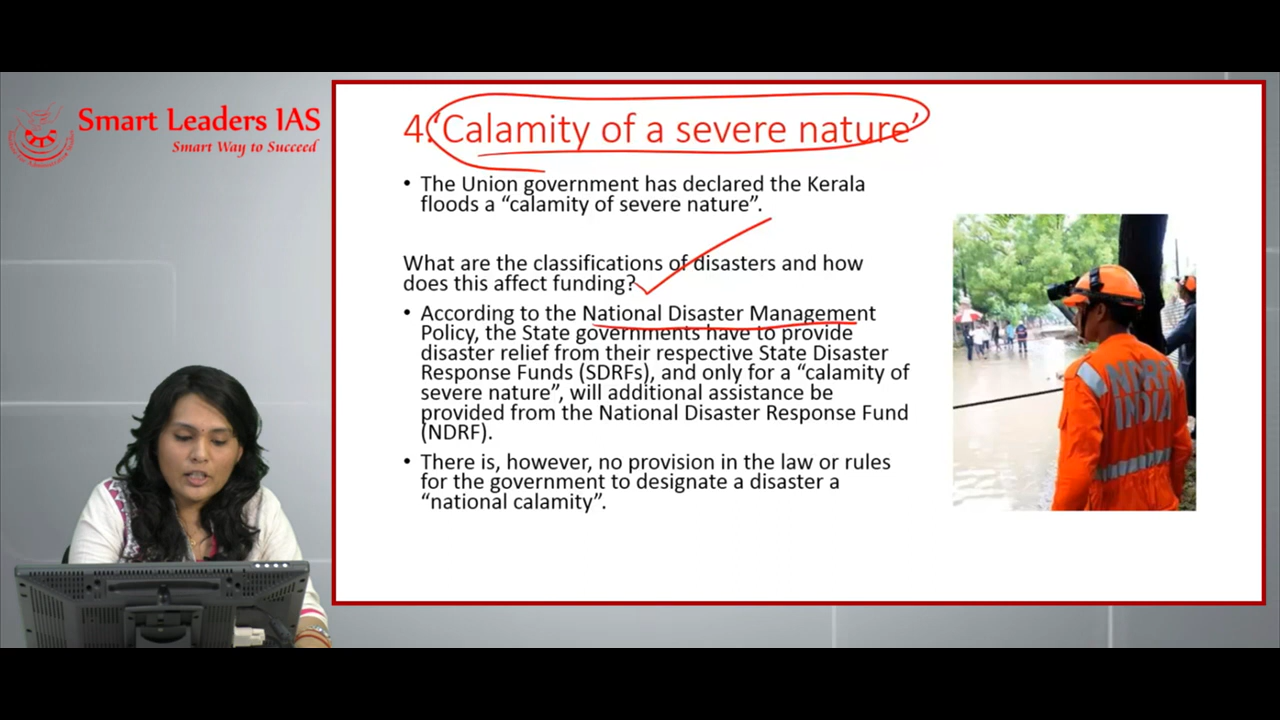 Smart Leaders IAS
Smart Way to Succeed
4. 'Calamity of a severe nature'
• The Union government has declared the Kerala
floods a “calamity of severe nature”.
What are the classifications of disasters and how
does this affect funding?
• According to the National Disaster Management
Policy, the State governments have to provide
disaster relief from their respective State Disaster
Response Funds (SDRFs), and only for a “calamity of
severe nature”, will additional assistance be
provided from the National Disaster Response Fund
(NDRF).
• There is, however, no provision in the law or rules
for the government to designate a disaster a
“national calamity”.
NDRF
INDIA